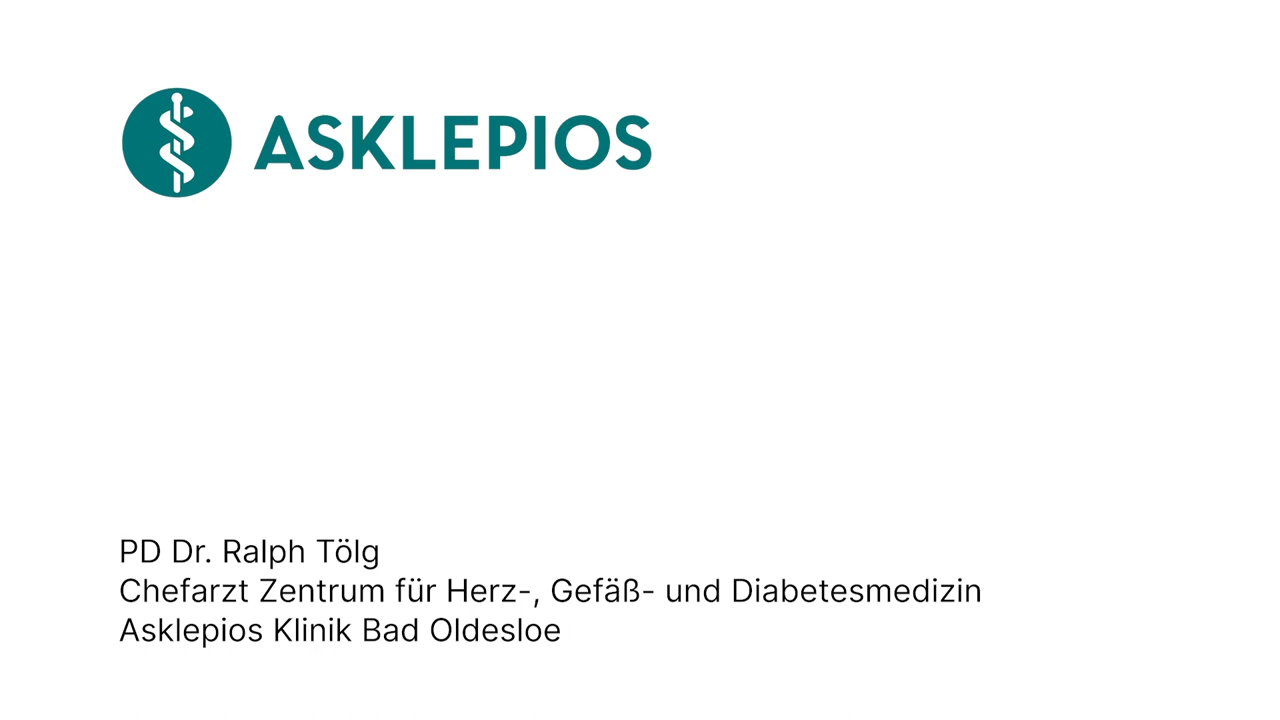 ASKLEPIOS
PD Dr. Ralph Tölg
Chefarzt Zentrum für Herz-, Gefäß- und Diabetesmedizin
Asklepios Klinik Bad Oldesloe